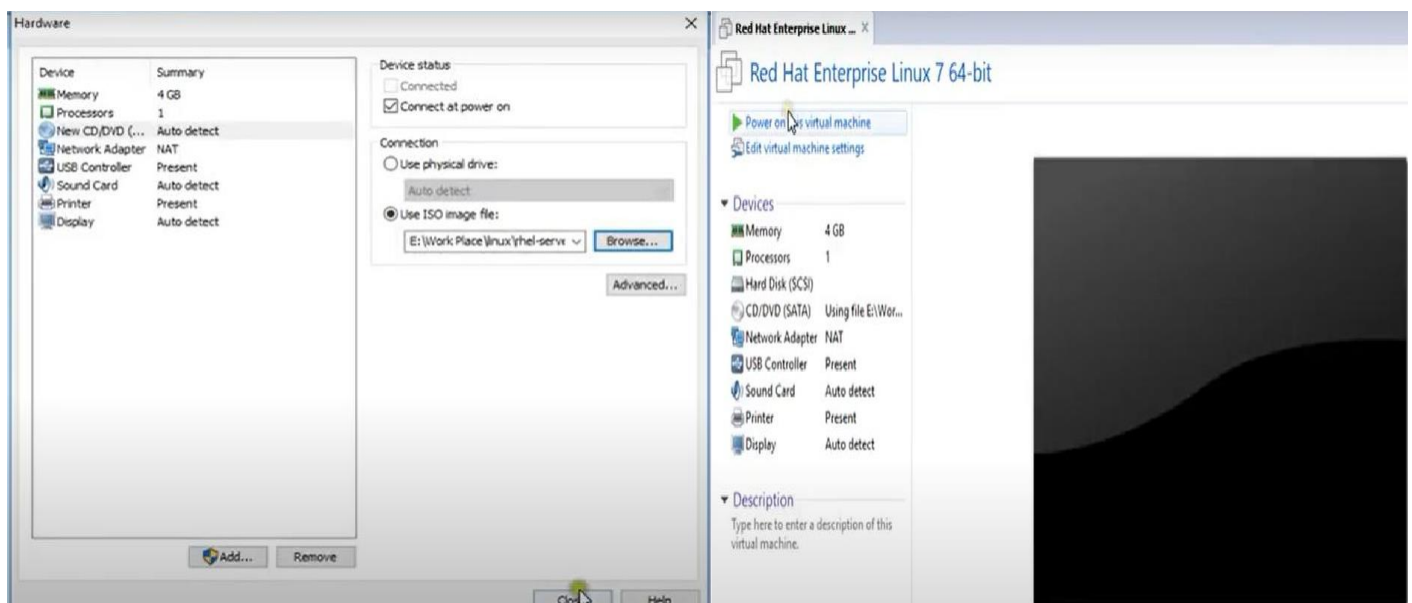 Hardware
Device Summary
Memory 4 GB
Processors 1
New CD/DVD (... Auto detect
Network Adapter NAT
USB Controller Present
Sound Card Auto detect
Printer Present
Display Auto detect
Add... Remove
Device status
Connected
Connect at power on
Connection
Use physical drive:
Auto detect
Use ISO image file:
E:\Work Place\linux\rhel-serve Browse...
Advanced...
Help
Red Hat Enterprise Linux ...
Red Hat Enterprise Linux 7 64-bit
Power on this virtual machine
Edit virtual machine settings
Devices
Memory 4 GB
Processors 1
Hard Disk (SCSI)
CD/DVD (SATA) Using file E:\Wor...
Network Adapter NAT
USB Controller Present
Sound Card Auto detect
Printer Present
Display Auto detect
Description
Type here to enter a description of this
virtual machine.